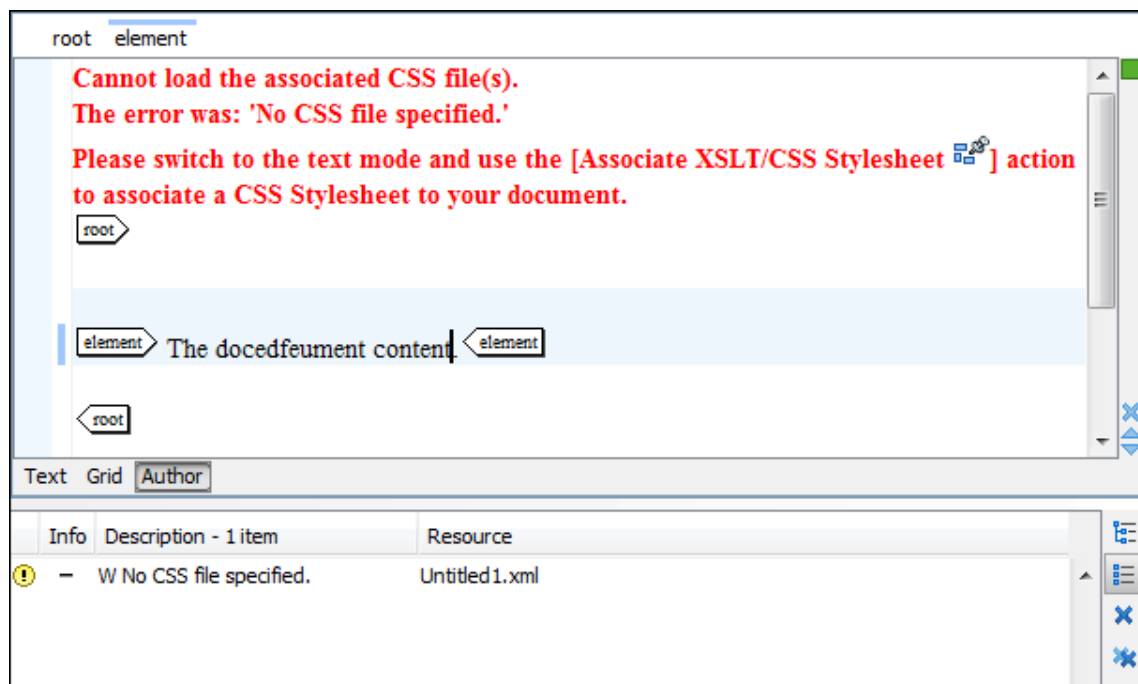 root element
Cannot load the associated CSS file(s).
The error was: 'No CSS file specified.'
Please switch to the text mode and use the [Associate XSLT/CSS Stylesheet ] action
to associate a CSS Stylesheet to your document.
root
element The docedfeument content. element
root
Text Grid Author
Info Description - 1 item Resource
W No CSS file specified. Untitled1.xml